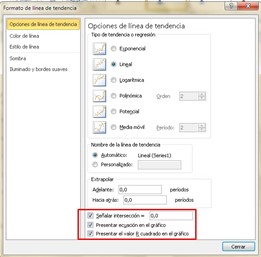 Formato de línea de tendencia
Opciones de línea de tendencia
Color de línea
Estilo de línea
Sombra
Iluminado y bordes suaves
Opciones de línea de tendencia
Tipo de tendencia o regresión
Exponencial
Lineal
Logarítmica
Polinómica Orden 2
Potencial
Media móvil Período: 2
Nombre de la línea de tendencia
Automático: Lineal (Series1)
Personalizado:
Extrapolar
Adelante: 0,0 períodos
Hacia atrás: 0,0 períodos
Señalar intersección = 0,0
Presentar ecuación en el gráfico
Presentar el valor R cuadrado en el gráfico
Cerrar